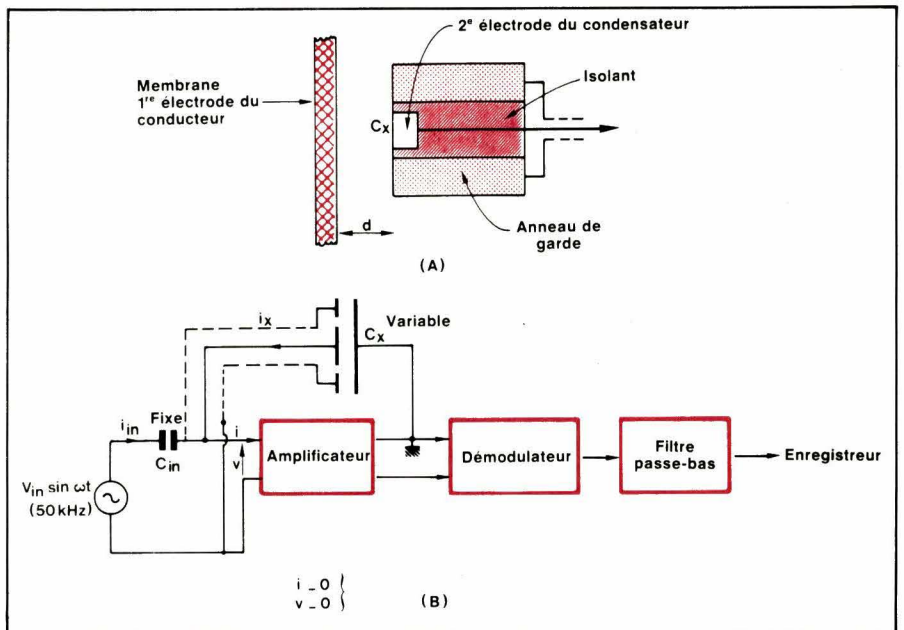 2e électrode du condensateur
Membrane
1re électrode du
conducteur
Isolant
Cx
d
Anneau de
garde
(A)
ix
Variable
Cx
Fixe
iin
Cin
i
v
Amplificateur
Démodulateur
Filtre
passe-bas
Enregistreur
Vin sin ωt
(50 kHz)
i _ 0
v _ 0
(B)